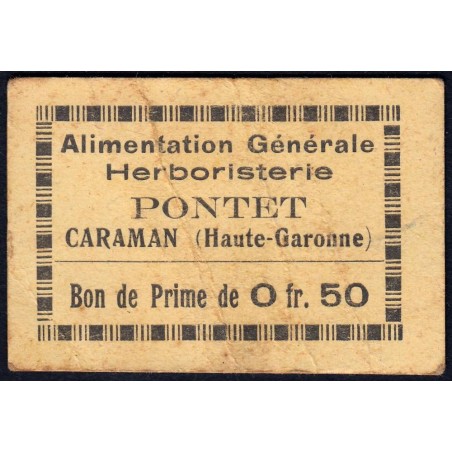 Alimentation Générale
Herboristerie
PONTET
CARAMAN (Haute-Garonne)
Bon de Prime de 0 fr. 50